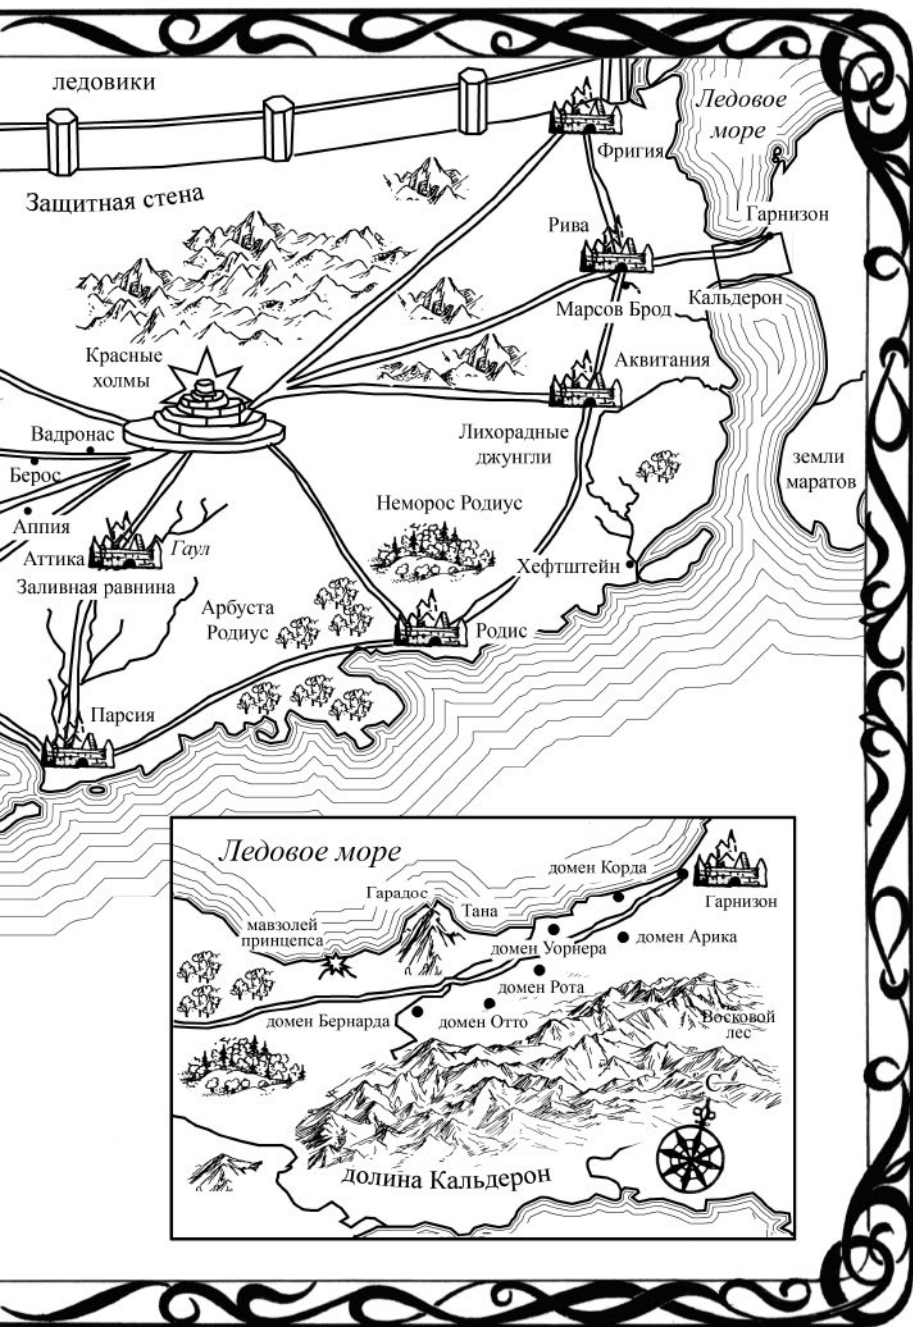 ледовики
Ледовое
море
Фригия
Защитная стена
Гарнизон
Рива
Марсов Брод
Кальдерон
Красные
холмы
Аквитания
Вадронас
Лихорадные
джунгли
земли
маратов
Берос
Неморос Родиус
Аппия
Аттика
Гаул
Хефтштейн
Заливная равнина
Арбуста
Родиус
Родис
Парсия
Ледовое море
домен Корда
Гарадос
Тана
Гарнизон
мавзолей
принцепса
домен Уорнера
домен Арика
домен Рота
домен Бернарда
домен Отто
Восковой
лес
С
долина Кальдерон